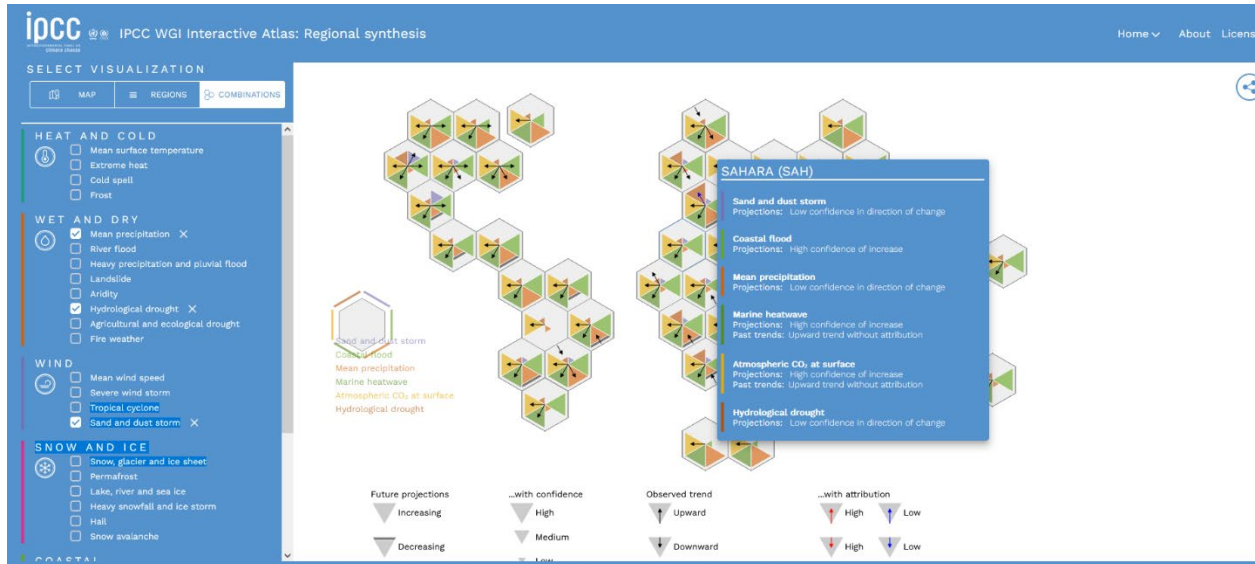 ipcc
IPCC WGI Interactive Atlas: Regional synthesis
Home
About
Licens
SELECT VISUALIZATION
MAP
REGIONS
COMBINATIONS
HEAT AND COLD
Mean surface temperature
Extreme heat
Cold spell
Frost
WET AND DRY
Mean precipitation
River flood
Heavy precipitation and pluvial flood
Landslide
Aridity
Hydrological drought
Agricultural and ecological drought
Fire weather
WIND
Mean wind speed
Severe wind storm
Tropical cyclone
Sand and dust storm
SNOW AND ICE
Snow, glacier and ice sheet
Permafrost
Lake, river and sea ice
Heavy snowfall and ice storm
Hail
Snow avalanche
COASTAL
Sand and dust storm
Coastal flood
Mean precipitation
Marine heatwave
Atmospheric CO₂ at surface
Hydrological drought
SAHARA (SAH)
Sand and dust storm
Projections: Low confidence in direction of change
Coastal flood
Projections: High confidence of increase
Mean precipitation
Projections: Low confidence in direction of change
Marine heatwave
Projections: High confidence of increase
Past trends: Upward trend without attribution
Atmospheric CO₂ at surface
Projections: High confidence of increase
Past trends: Upward trend without attribution
Hydrological drought
Projections: Low confidence in direction of change
Future projections
Increasing
Decreasing
...with confidence
High
Medium
Low
Observed trend
Upward
Downward
...with attribution
High
Low
High
Low